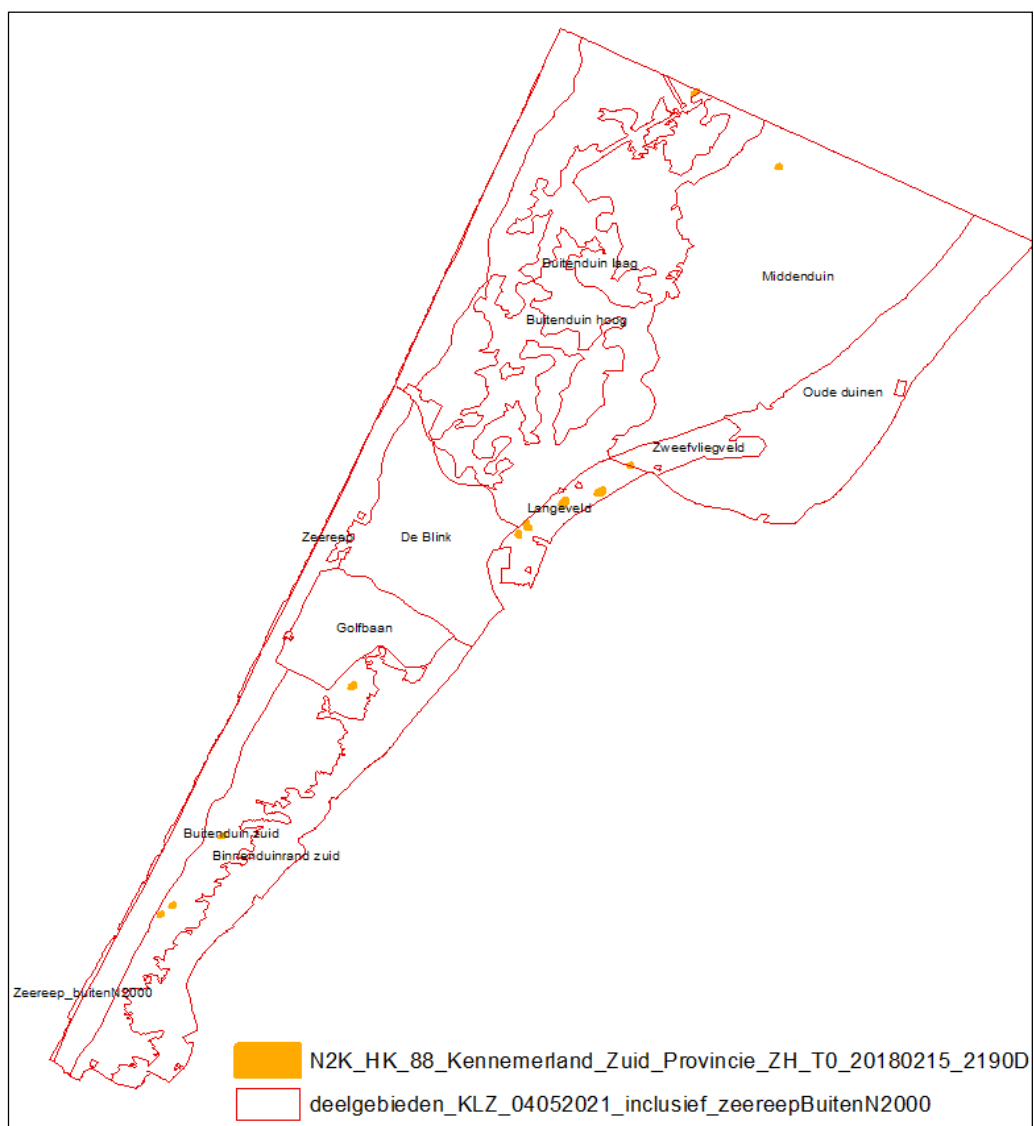 Buitenduin laag
Middenduin
Buitenduin hoog
Oude duinen
Zweefvliegveld
Langeveld
Zeereep
De Blink
Golfbaan
Buitenduin zuid
Binnenduinrand zuid
Zeereep_buitenN2000
N2K_HK_88_Kennemerland_Zuid_Provincie_ZH_T0_20180215_2190D
deelgebieden_KLZ_04052021_inclusief_zeereepBuitenN2000